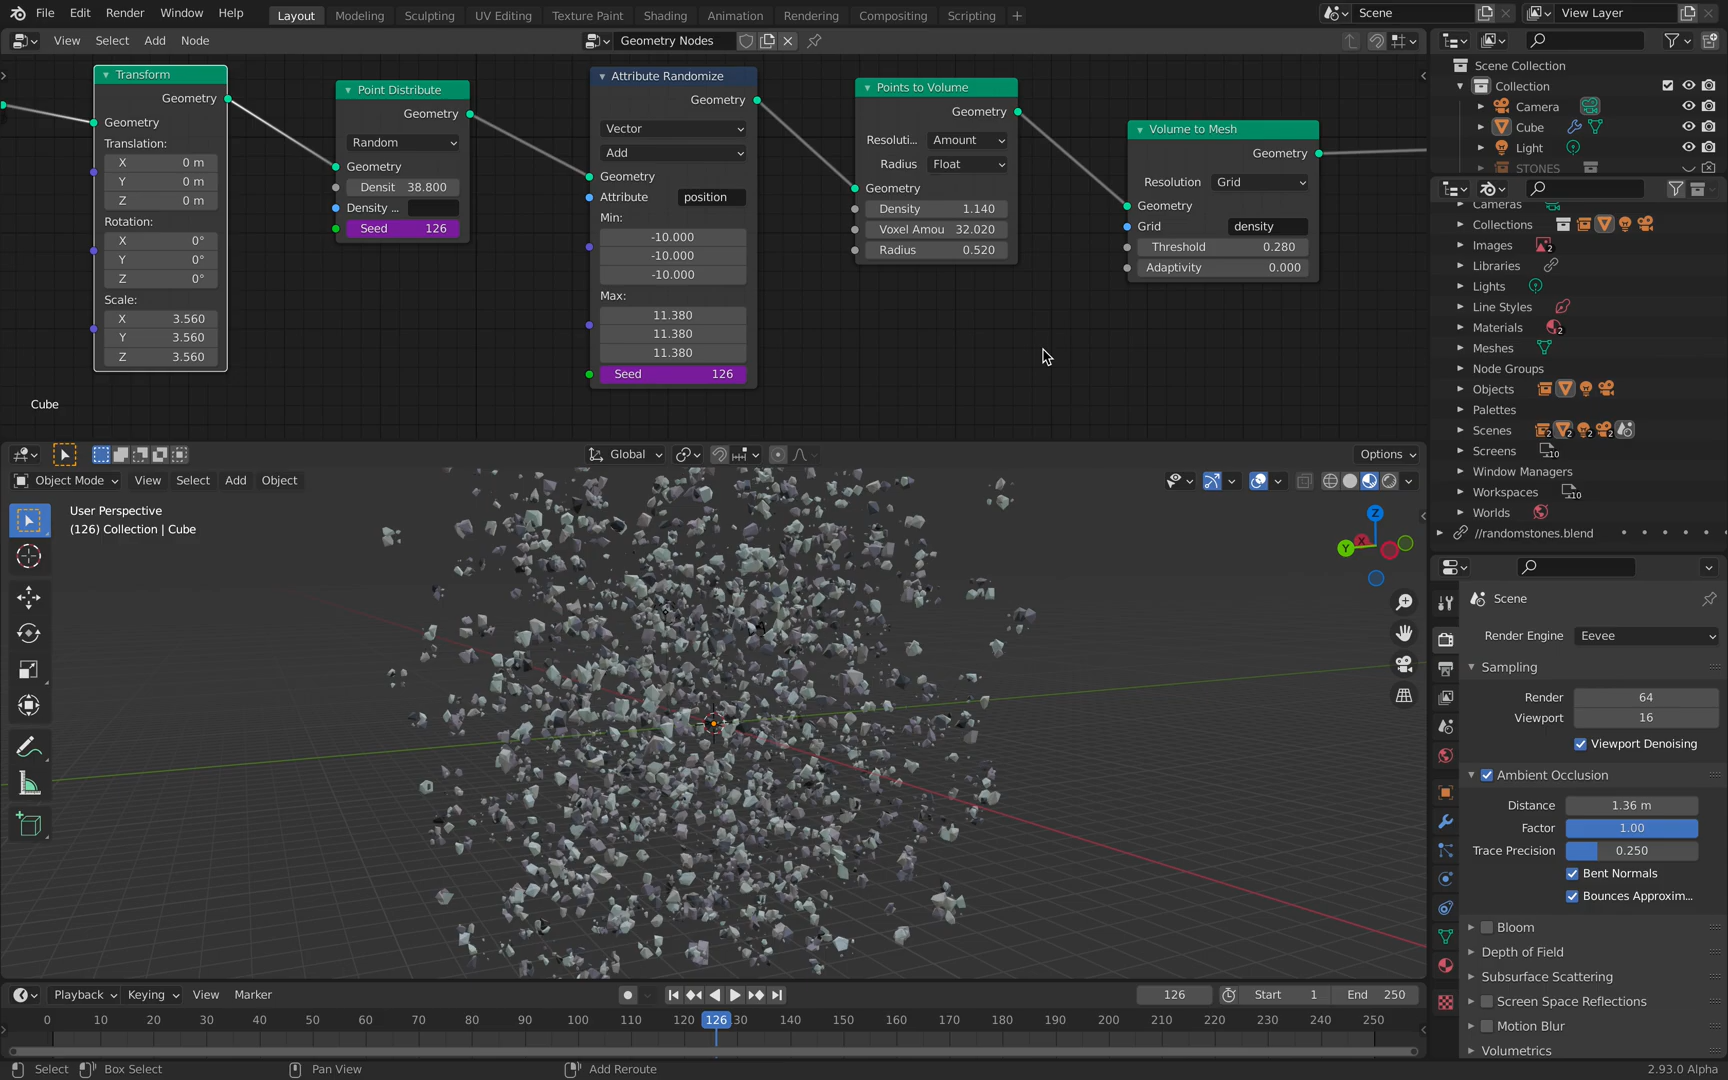 File Edit Render Window Help Layout Modeling Sculpting UV Editing Texture Paint Shading Animation Rendering Compositing Scripting + Scene View Layer
View Select Add Node Geometry Nodes
Transform
Geometry
Geometry
Translation:
X 0 m
Y 0 m
Z 0 m
Rotation:
X 0°
Y 0°
Z 0°
Scale:
X 3.560
Y 3.560
Z 3.560
Point Distribute
Geometry
Random
Geometry
Densit 38.800
Density ...
Seed 126
Attribute Randomize
Geometry
Vector
Add
Geometry
Attribute position
Min:
-10.000
-10.000
-10.000
Max:
11.380
11.380
11.380
Seed 126
Points to Volume
Geometry
Resoluti... Amount
Radius Float
Geometry
Density 1.140
Voxel Amou 32.020
Radius 0.520
Volume to Mesh
Geometry
Resolution Grid
Geometry
Grid density
Threshold 0.280
Adaptivity 0.000
Cube
Scene Collection
Collection
Camera
Cube
Light
STONES
Cameras
Collections
Images 2
Libraries
Lights
Line Styles
Materials 2
Meshes
Node Groups
Objects
Palettes
Scenes 2 2 2 2
Screens 10
Window Managers
Workspaces 10
Worlds
//randomstones.blend
Global Options
Object Mode View Select Add Object
User Perspective
(126) Collection | Cube
Z
Y X
Scene
Render Engine Eevee
Sampling
Render 64
Viewport 16
Viewport Denoising
Ambient Occlusion
Distance 1.36 m
Factor 1.00
Trace Precision 0.250
Bent Normals
Bounces Approxim...
Bloom
Depth of Field
Subsurface Scattering
Screen Space Reflections
Motion Blur
Volumetrics
Playback Keying View Marker 126 Start 1 End 250
0 10 20 30 40 50 60 70 80 90 100 110 120 126 130 140 150 160 170 180 190 200 210 220 230 240 250
Select Box Select Pan View Add Reroute 2.93.0 Alpha